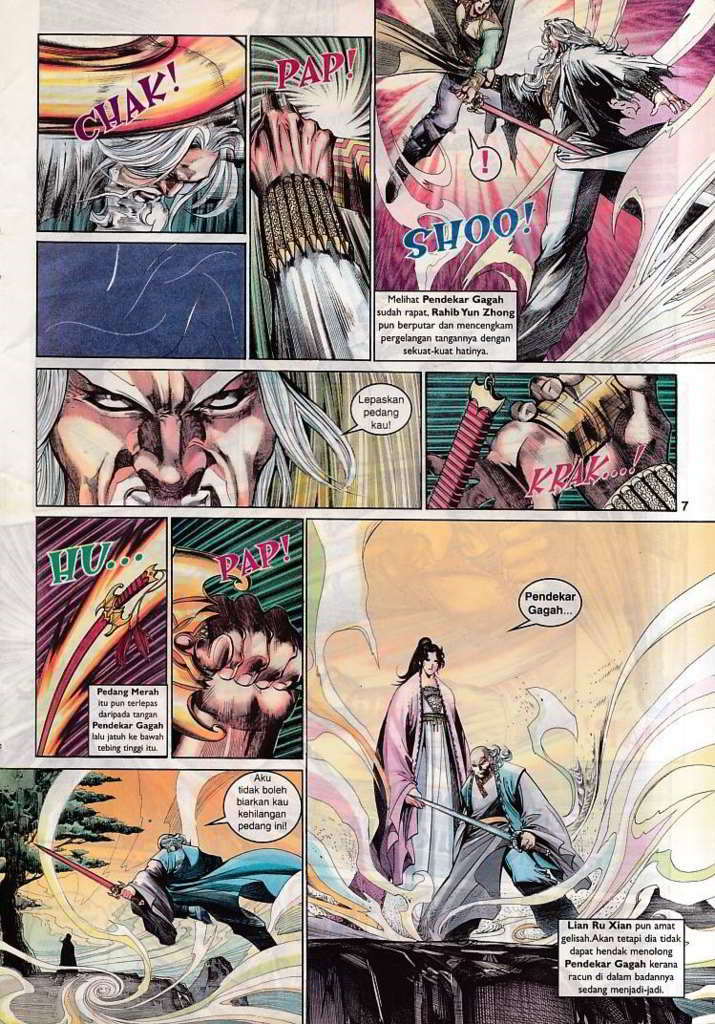 CHAK!
PAP!
!
SHOO!
Melihat Pendekar Gagah
sudah rapat, Rahib Yun Zhong
pun berputar dan mencengkam
pergelangan tangannya dengan
sekuat-kuat hatinya.
Lepaskan
pedang
kau!
KRAK...!
7
HU...
Pedang Merah
itu pun terlepas
daripada tangan
Pendekar Gagah
lalu jatuh ke bawah
tebing tinggi itu.
PAP!
Pendekar
Gagah...
Aku
tidak boleh
biarkan kau
kehilangan
pedang ini!
Lian Ru Xian pun amat
gelisah.Akan tetapi dia tidak
dapat hendak menolong
Pendekar Gagah kerana
racun di dalam badannya
sedang menjadi-jadi.